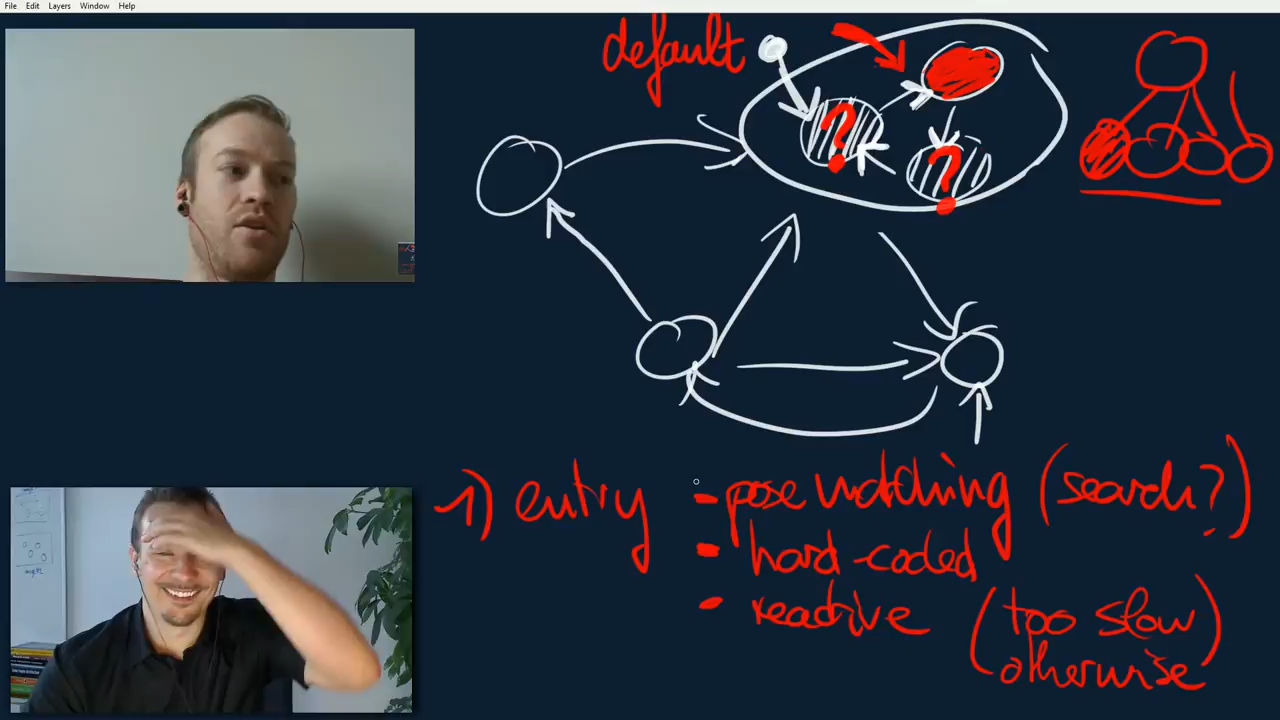 File Edit Layers Window Help
default
? ?
1) entry - pose matching (search?)
hard-coded
reactive (too slow
otherwise)